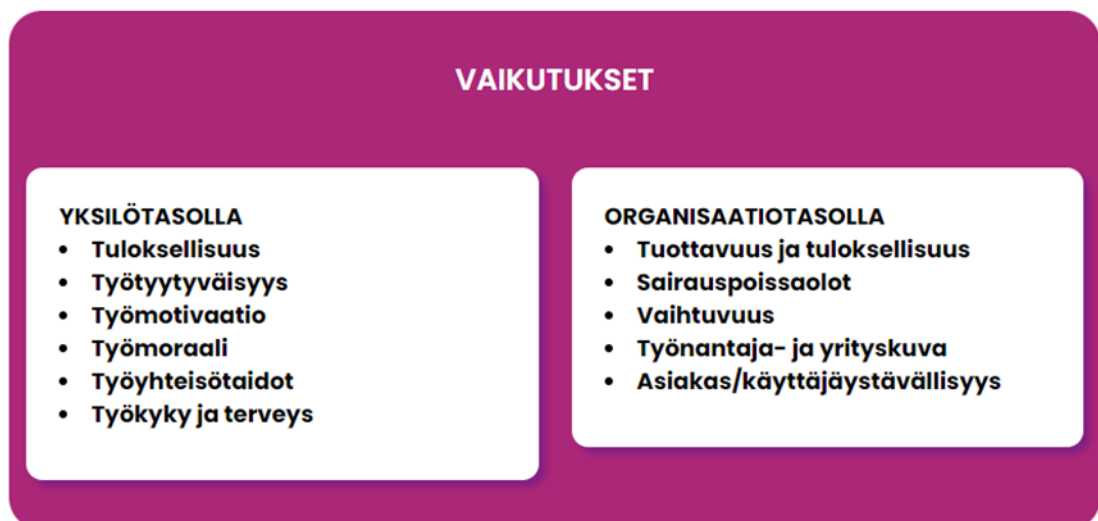 VAIKUTUKSET
YKSILÖTASOLLA
• Tuloksellisuus
• Työtyytyväisyys
• Työmotivaatio
• Työmoraali
• Työyhteisötaidot
• Työkyky ja terveys
ORGANISAATIOTASOLLA
• Tuottavuus ja tuloksellisuus
• Sairauspoissaolot
• Vaihtuvuus
• Työnantaja- ja yrityskuva
• Asiakas/käyttäjäystävällisyys